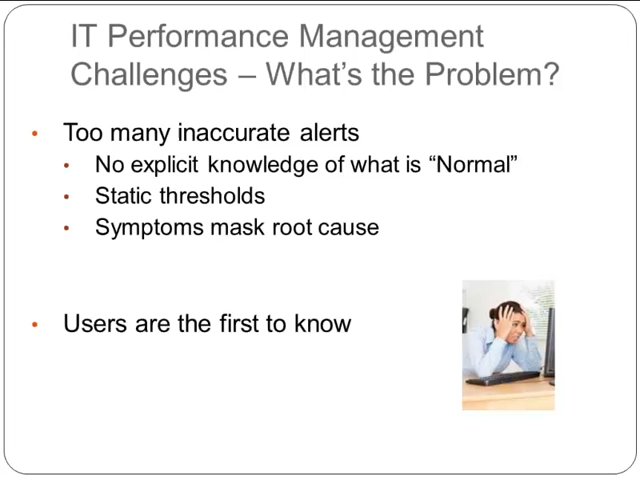 IT Performance Management
Challenges – What’s the Problem?
• Too many inaccurate alerts
• No explicit knowledge of what is “Normal”
• Static thresholds
• Symptoms mask root cause
• Users are the first to know